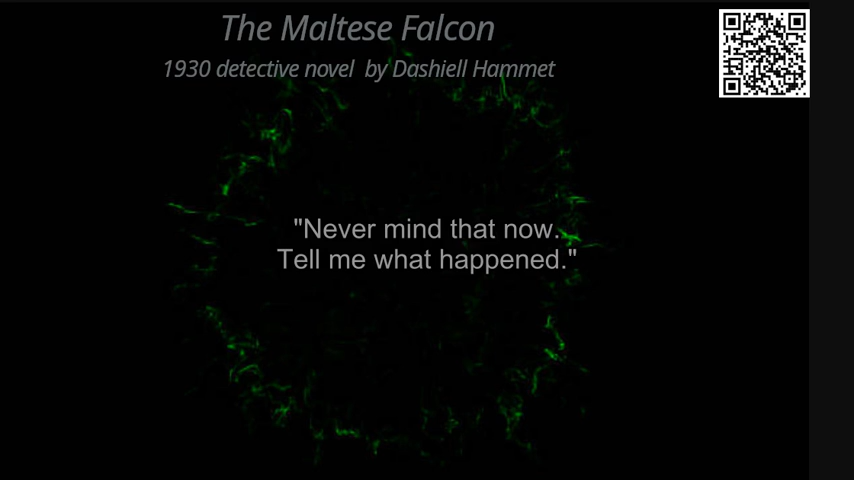 The Maltese Falcon
1930 detective novel  by Dashiell Hammet
"Never mind that now.
Tell me what happened."